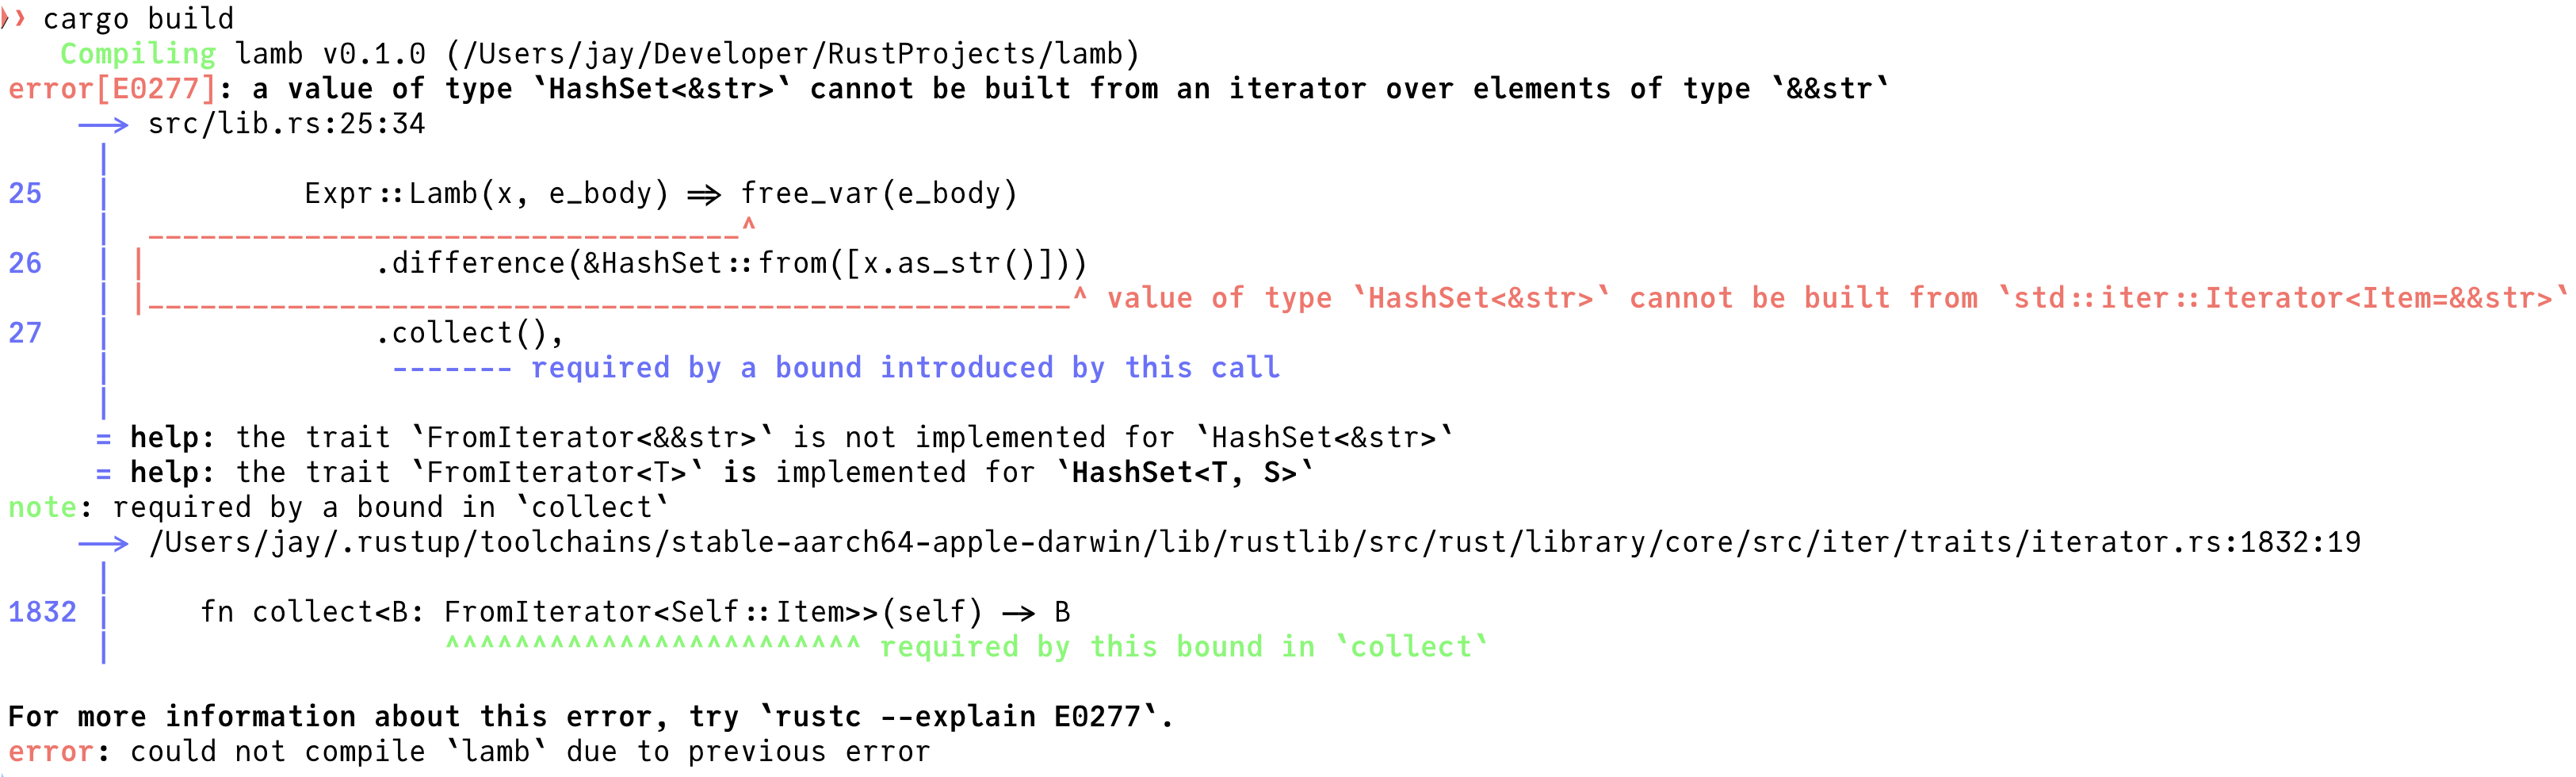 ›› cargo build
   Compiling lamb v0.1.0 (/Users/jay/Developer/RustProjects/lamb)
error[E0277]: a value of type `HashSet<&str>` cannot be built from an iterator over elements of type `&&str`
    --> src/lib.rs:25:34
     |
25   |           Expr::Lamb(x, e_body) => free_var(e_body)
     |  __________________________________^
26   | |             .difference(&HashSet::from([x.as_str()]))
     | |_____________________________________________________^ value of type `HashSet<&str>` cannot be built from `std::iter::Iterator<Item=&&str>`
27   |               .collect(),
     |                ------- required by a bound introduced by this call
     |
     = help: the trait `FromIterator<&&str>` is not implemented for `HashSet<&str>`
     = help: the trait `FromIterator<T>` is implemented for `HashSet<T, S>`
note: required by a bound in `collect`
    --> /Users/jay/.rustup/toolchains/stable-aarch64-apple-darwin/lib/rustlib/src/rust/library/core/src/iter/traits/iterator.rs:1832:19
     |
1832 |     fn collect<B: FromIterator<Self::Item>>(self) -> B
     |                   ^^^^^^^^^^^^^^^^^^^^^^^^ required by this bound in `collect`

For more information about this error, try `rustc --explain E0277`.
error: could not compile `lamb` due to previous error